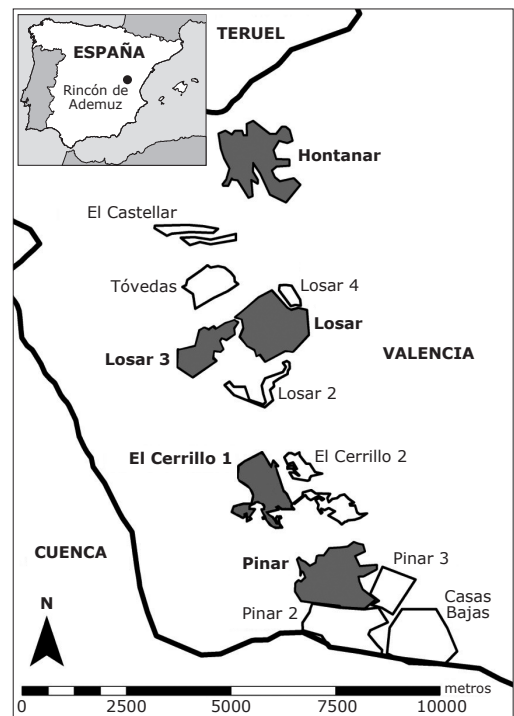 TERUEL
ESPAÑA
Rincón de
Ademuz
Hontanar
El Castellar
Tóvedas
Losar 4
Losar
Losar 3
VALENCIA
Losar 2
El Cerrillo 1
El Cerrillo 2
CUENCA
Pinar
Pinar 3
Casas
Bajas
Pinar 2
N
metros
0 2500 5000 7500 10000